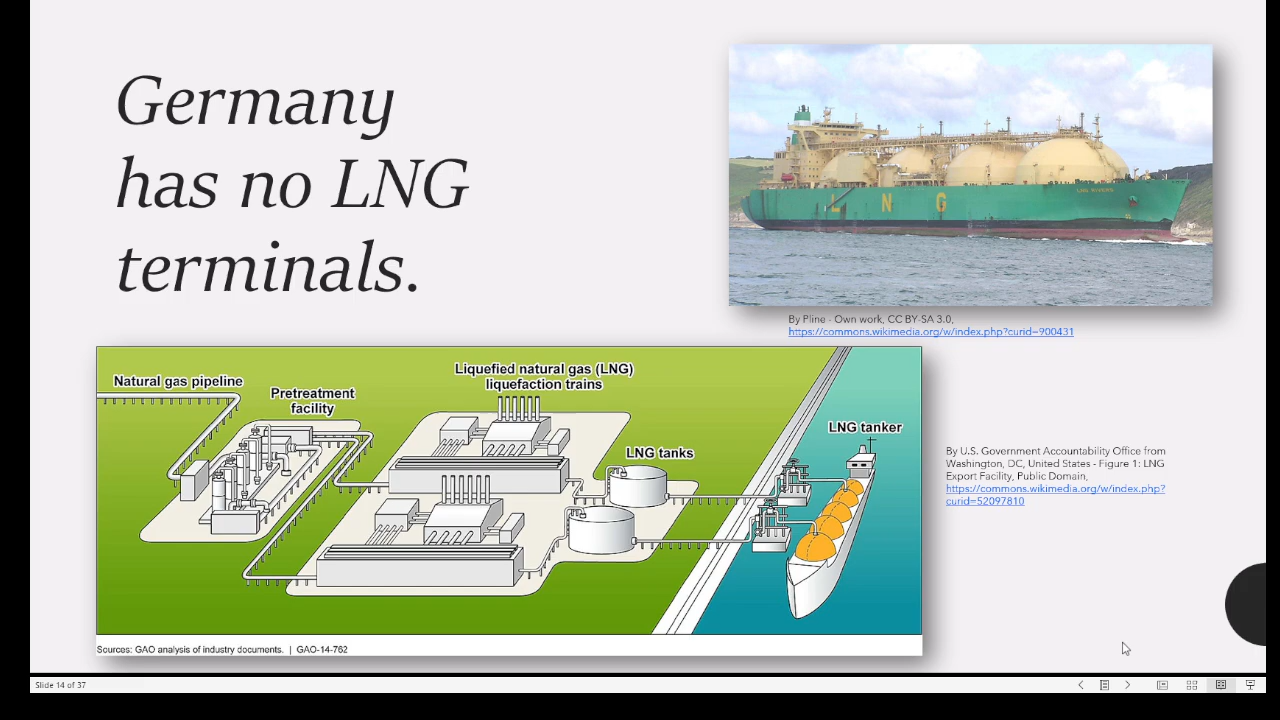 Germany
has no LNG
terminals.
L N G
By Pline - Own work, CC BY-SA 3.0,
https://commons.wikimedia.org/w/index.php?curid=900431
Natural gas pipeline
Pretreatment
facility
Liquefied natural gas (LNG)
liquefaction trains
LNG tanks
LNG tanker
Sources: GAO analysis of industry documents. | GAO-14-762
By U.S. Government Accountability Office from
Washington, DC, United States - Figure 1: LNG
Export Facility, Public Domain,
https://commons.wikimedia.org/w/index.php?
curid=52097810
Slide 14 of 37